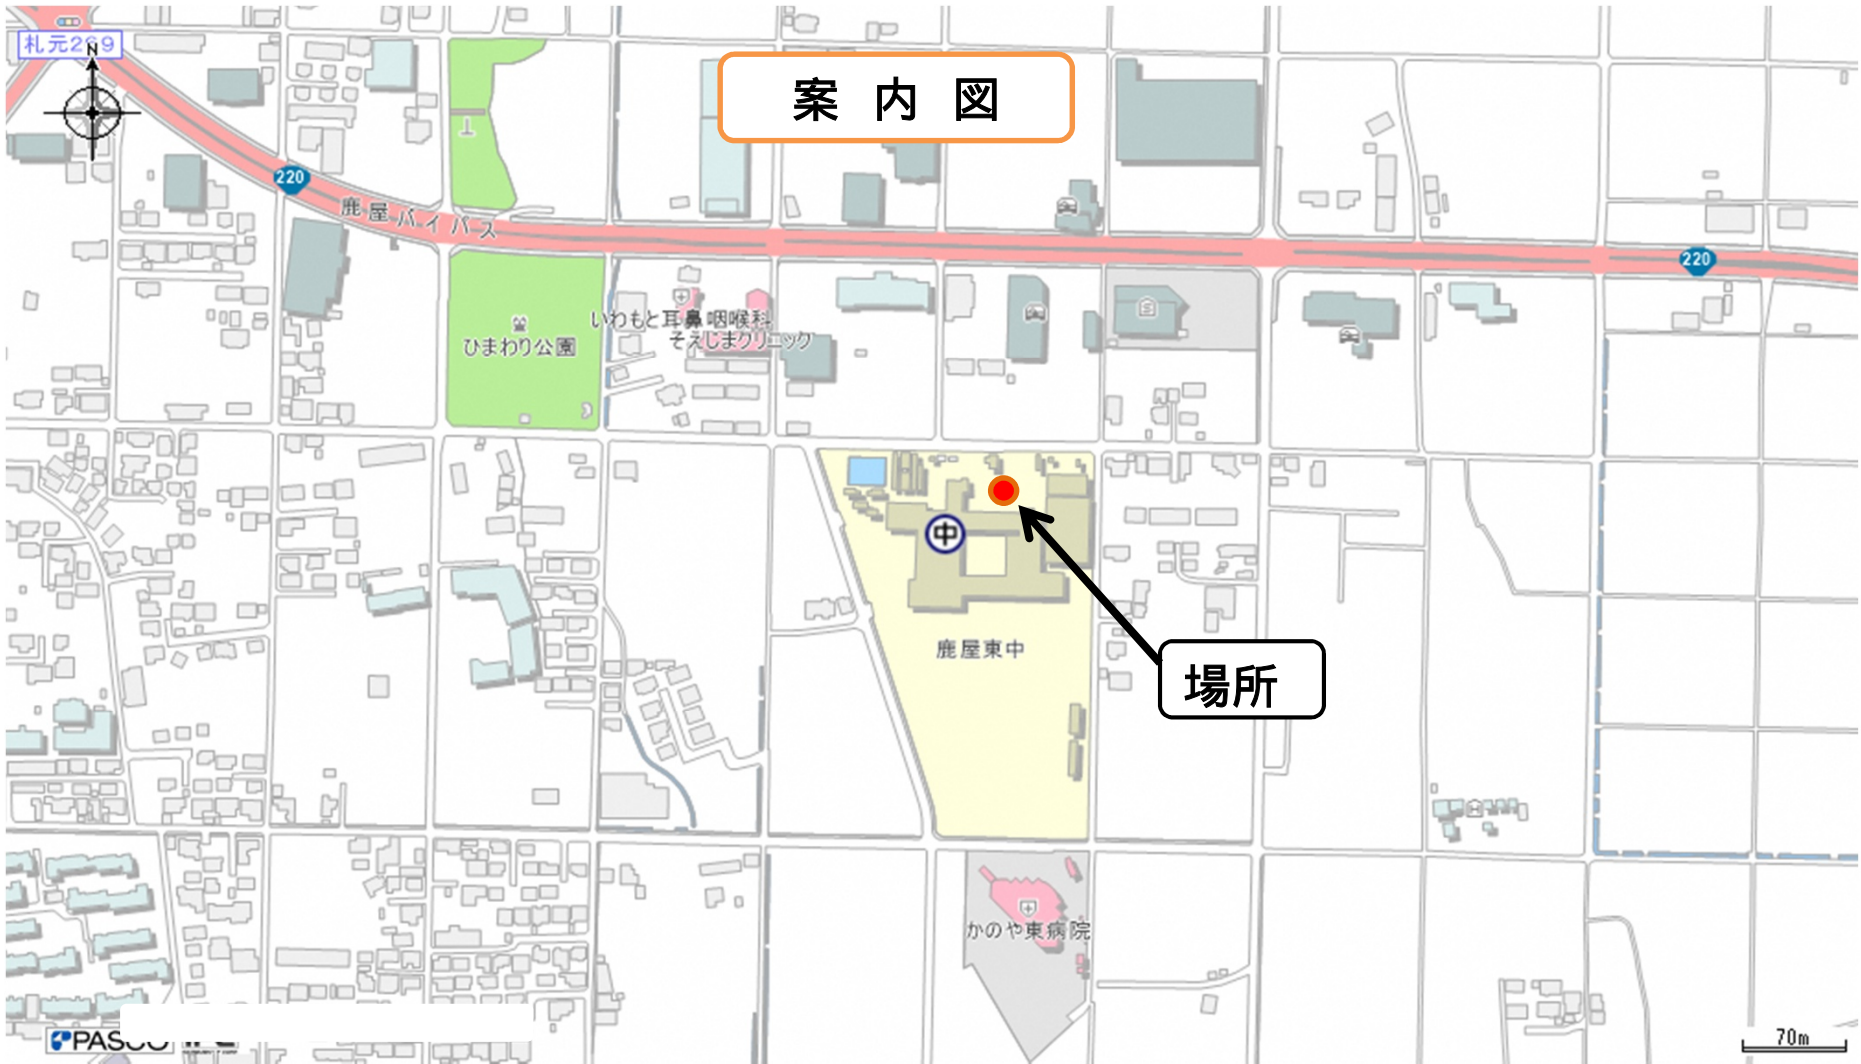 札元269
N
案 内 図
220
鹿屋バイパス
220
いわもと耳鼻咽喉科
そえじまクリニック
ひまわり公園
中
鹿屋東中
場所
かのや東病院
PASCO
70m